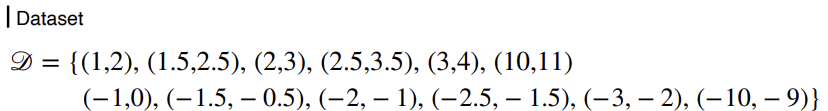 Dataset
𝒟 = {(1,2), (1.5,2.5), (2,3), (2.5,3.5), (3,4), (10,11)
(−1,0), (−1.5, − 0.5), (−2, − 1), (−2.5, − 1.5), (−3, − 2), (−10, − 9)}